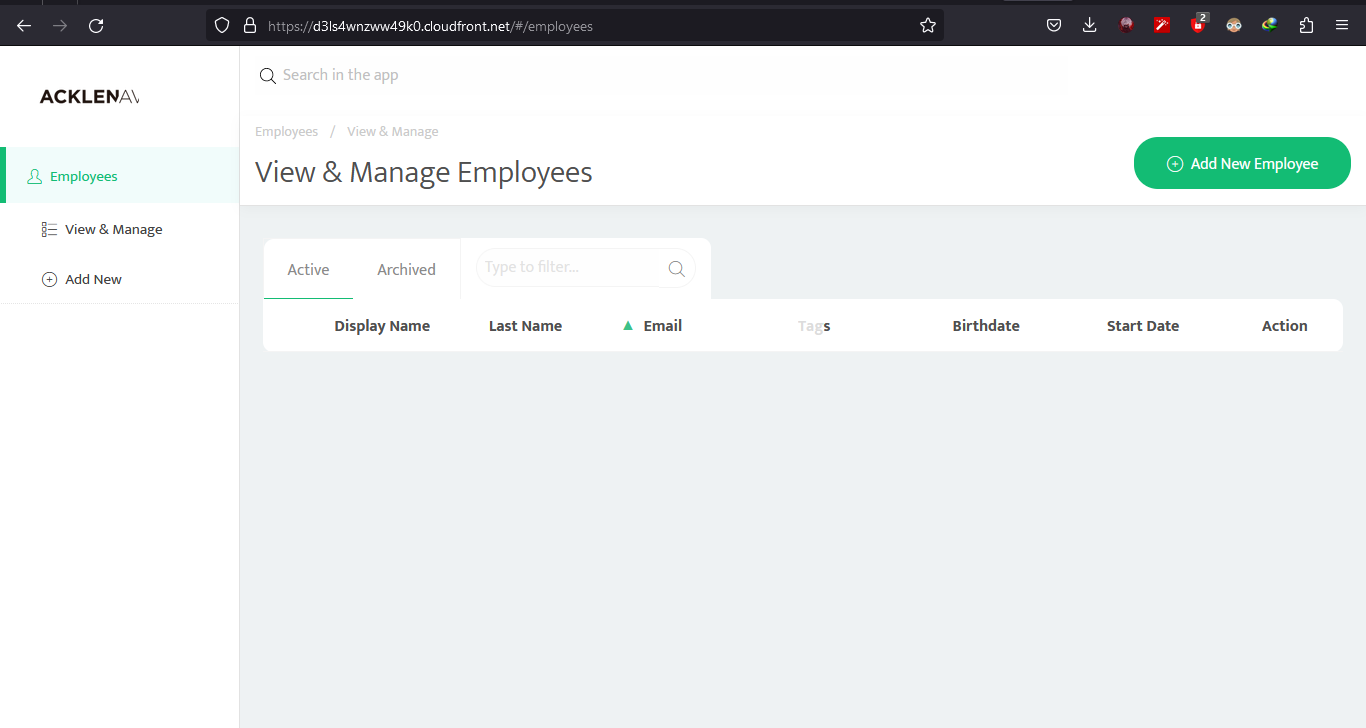 https://d3ls4wnzww49k0.cloudfront.net/#/employees
2
ACKLENAV
Search in the app
Employees / View & Manage
View & Manage Employees
Add New Employee
Employees
View & Manage
Add New
Active Archived Type to filter...
Display Name Last Name ▲ Email Tags Birthdate Start Date Action